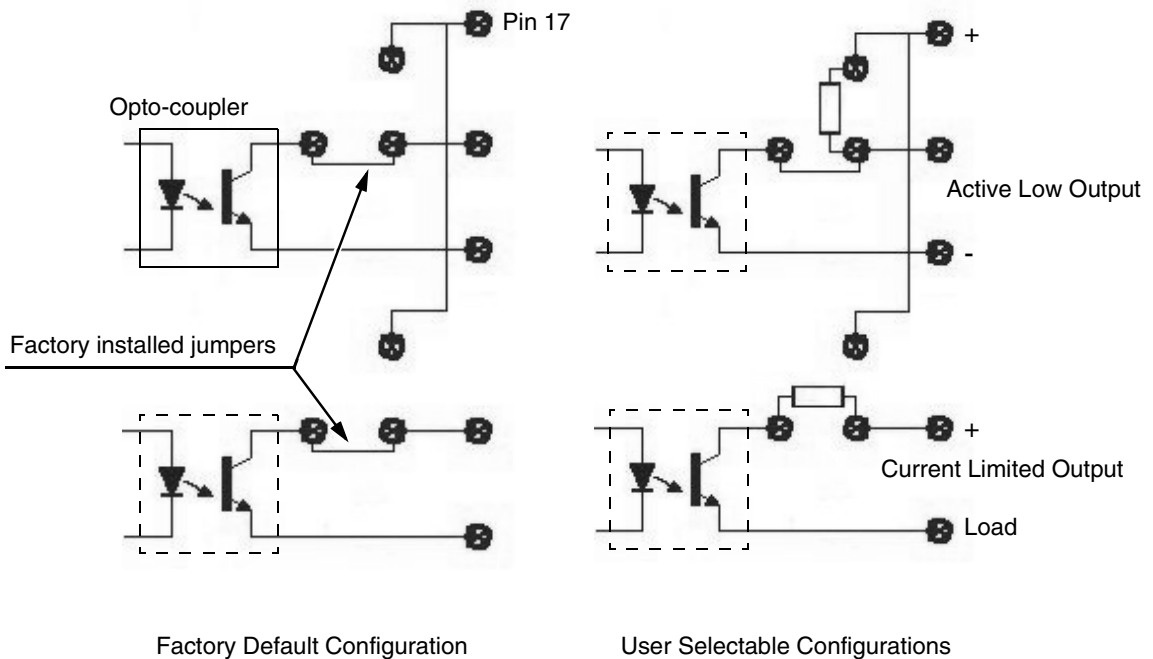 Pin 17
+
Opto-coupler
Active Low Output
-
Factory installed jumpers
+
Current Limited Output
Load
Factory Default Configuration
User Selectable Configurations